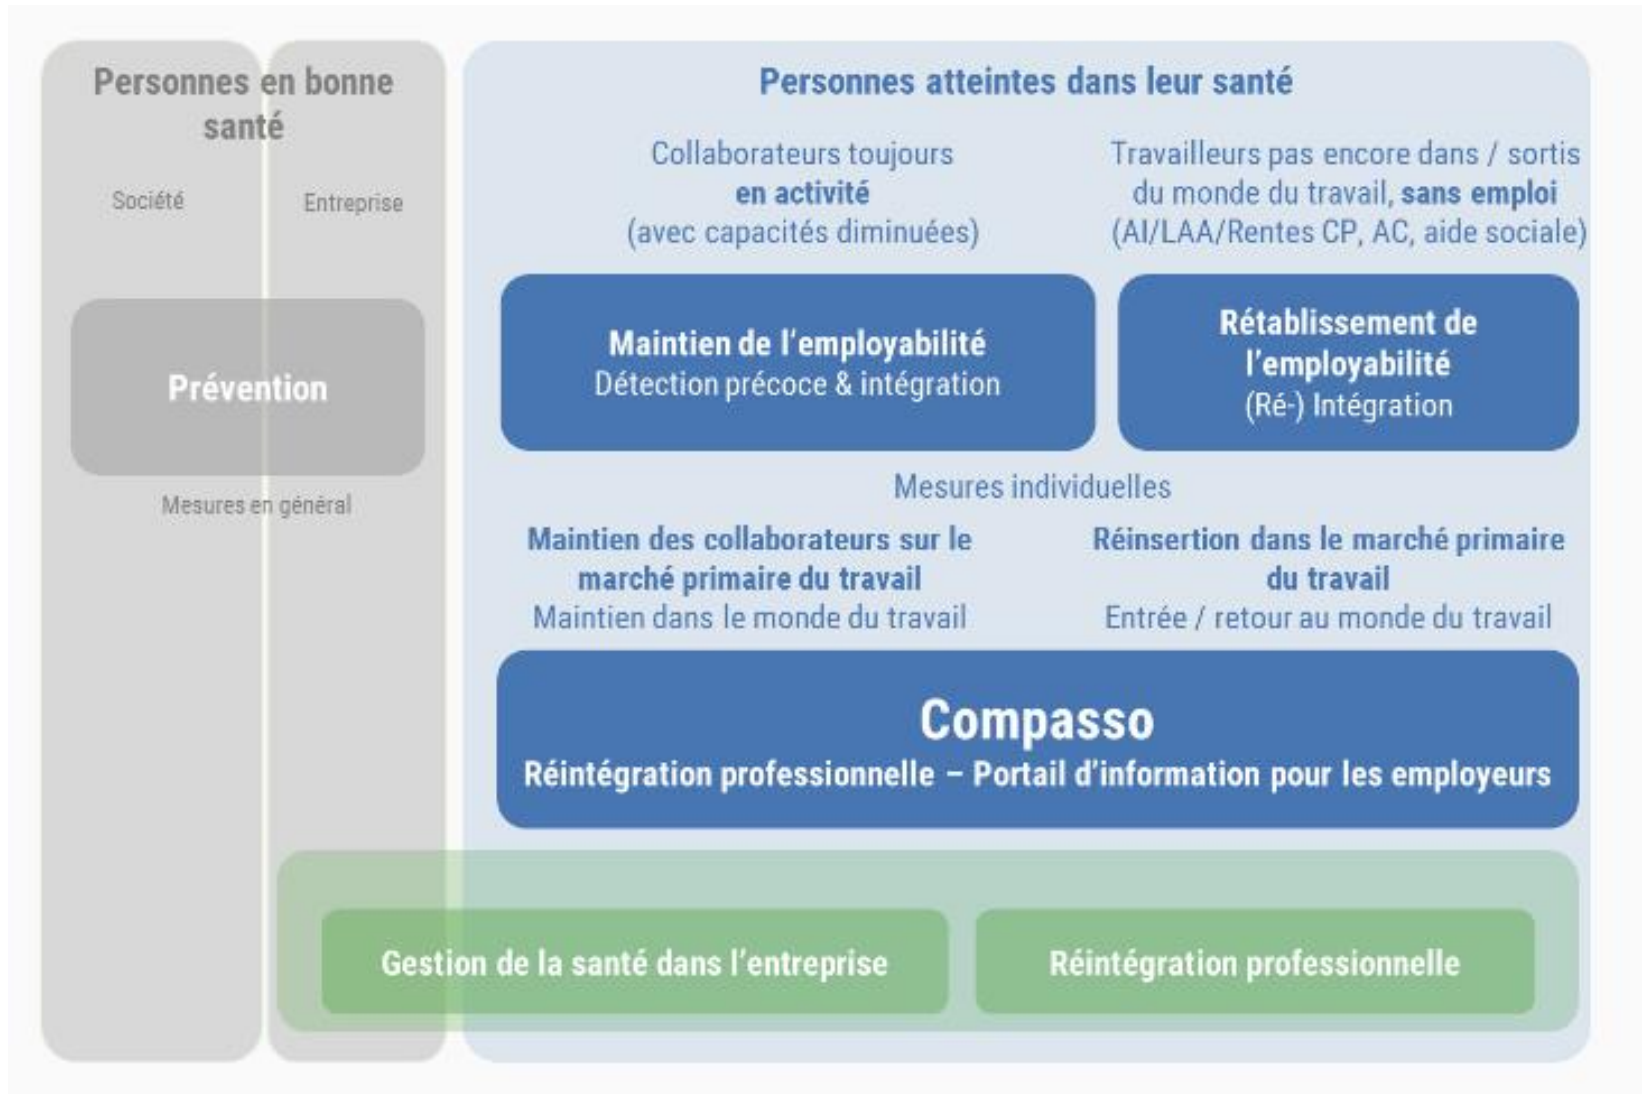 Personnes en bonne
santé
Société
Entreprise
Prévention
Mesures en général
Personnes atteintes dans leur santé
Collaborateurs toujours
en activité
(avec capacités diminuées)
Travailleurs pas encore dans / sortis
du monde du travail, sans emploi
(AI/LAA/Rentes CP, AC, aide sociale)
Maintien de l‘employabilité
Détection précoce & intégration
Rétablissement de
l’employabilité
(Ré-) Intégration
Mesures individuelles
Maintien des collaborateurs sur le
marché primaire du travail
Maintien dans le monde du travail
Réinsertion dans le marché primaire
du travail
Entrée / retour au monde du travail
Compasso
Réintégration professionnelle – Portail d’information pour les employeurs
Gestion de la santé dans l’entreprise
Réintégration professionnelle